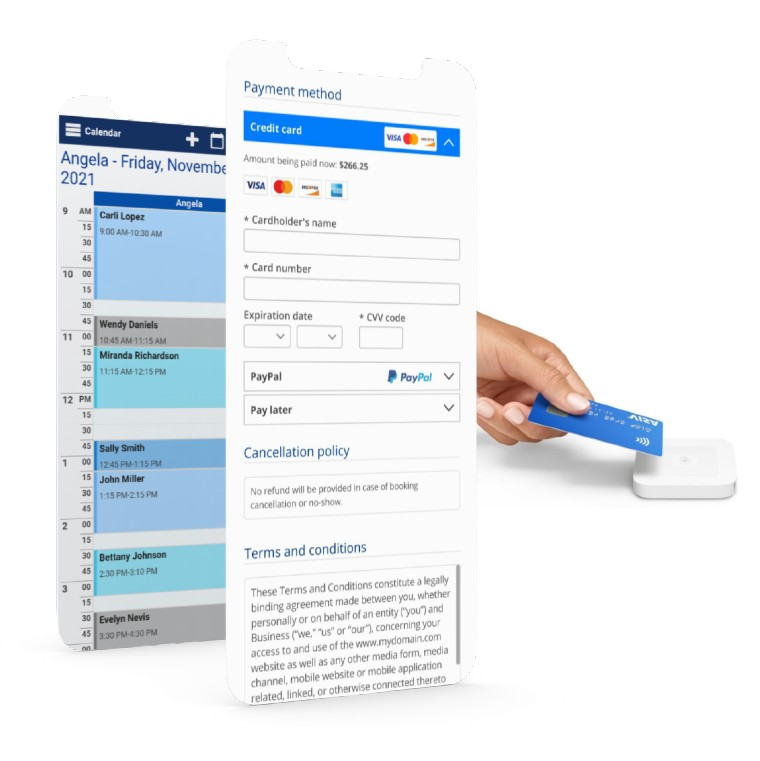 Calendar
Angela - Friday, Novembe
2021
Angela
9 AM
Carli Lopez
15
9:00 AM-10:30 AM
30
45
10 00
15
30
45
Wendy Daniels
11 00
10:45 AM-11:15 AM
15
Miranda Richardson
30
11:15 AM-12:15 PM
45
12 PM
15
30
45
Sally Smith
1 00
12:45 PM-1:15 PM
15
John Miller
30
1:15 PM-2:15 PM
45
2 00
15
30
Bettany Johnson
45
2:30 PM-3:10 PM
3 00
15
30
Evelyn Nevis
45
3:30 PM-4:30 PM
00
Payment method
Credit card
VISA
DISCOVER
Amount being paid now: $266.25
VISA
DISCOVER
* Cardholder's name
* Card number
Expiration date
* CVV code
PayPal
PayPal
Pay later
Cancellation policy
No refund will be provided in case of booking
cancellation or no-show.
Terms and conditions
These Terms and Conditions constitute a legally
binding agreement made between you, whether
personally or on behalf of an entity ("you") and
Business ("we," "us" or "our"), concerning your
access to and use of the www.mydomain.com
website as well as any other media form, media
channel, mobile website or mobile application
related, linked, or otherwise connected thereto
VISA